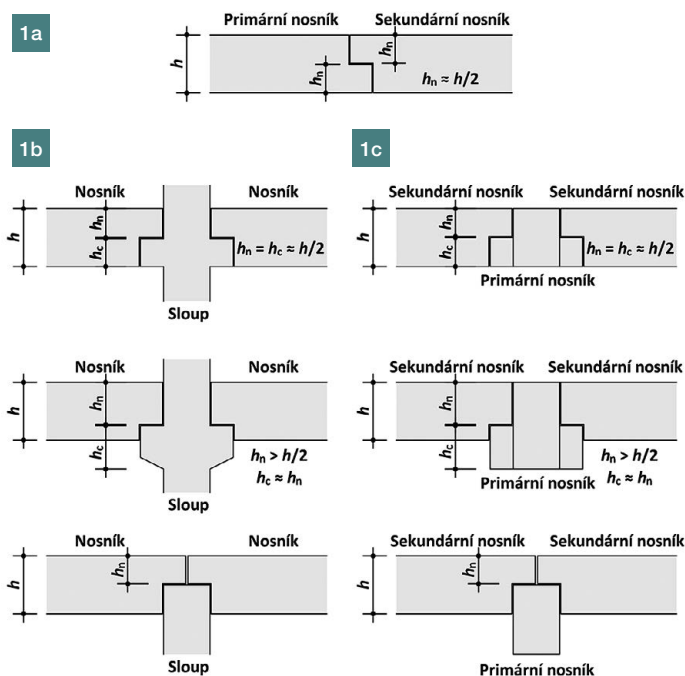 1a
Primární nosník
Sekundární nosník
h
hn
hn
hn ≈ h/2
1b
Nosník
Nosník
h
hn
hc
hn = hc ≈ h/2
Sloup
Nosník
Nosník
h
hn
hc
hn > h/2
hc ≈ hn
Sloup
Nosník
Nosník
h
hn
Sloup
1c
Sekundární nosník
Sekundární nosník
h
hn
hc
hn = hc ≈ h/2
Primární nosník
Sekundární nosník
Sekundární nosník
h
hn
hc
hn > h/2
hc ≈ hn
Primární nosník
Sekundární nosník
Sekundární nosník
h
hn
Primární nosník